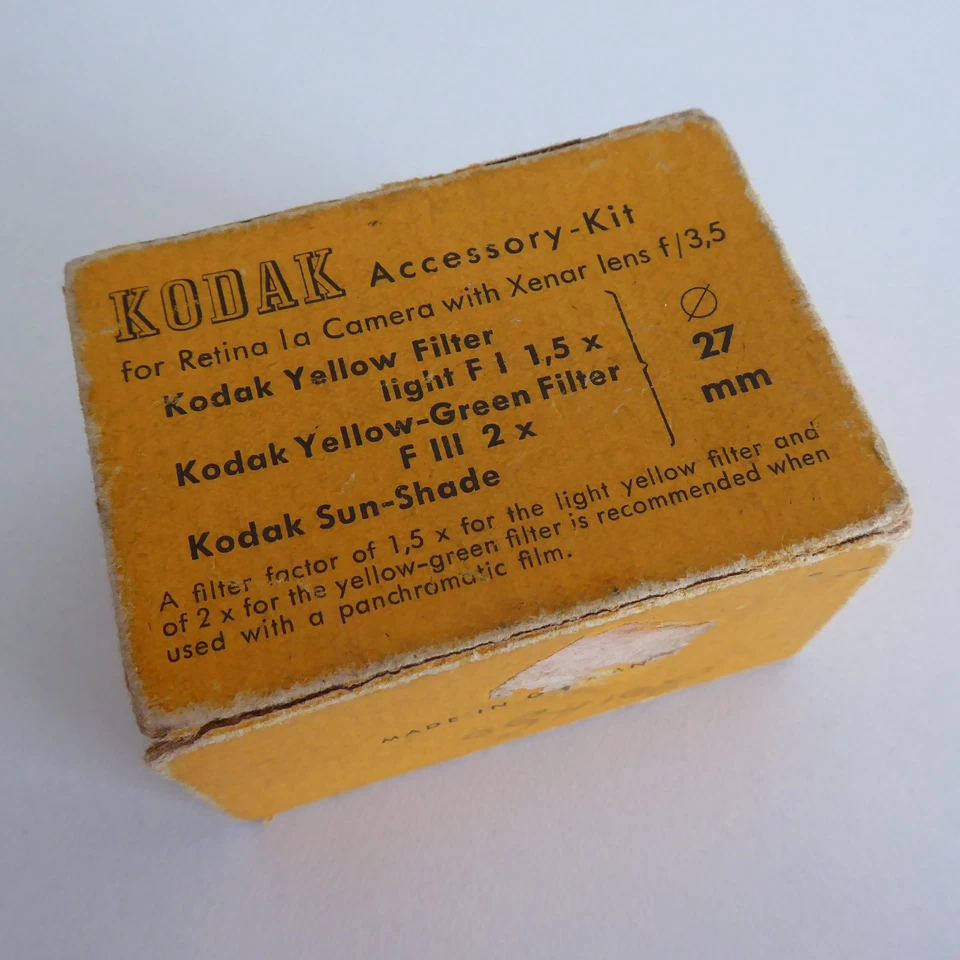 KODAK Accessory-Kit
for Retina Ia Camera with Xenar lens f/3,5
Kodak Yellow Filter
light F I 1,5 x
Kodak Yellow-Green Filter
F III 2 x
Kodak Sun-Shade
∅
27
mm
A filter factor of 1,5 x for the light yellow filter and
of 2 x for the yellow-green filter is recommended when
used with a panchromatic film.
MADE IN